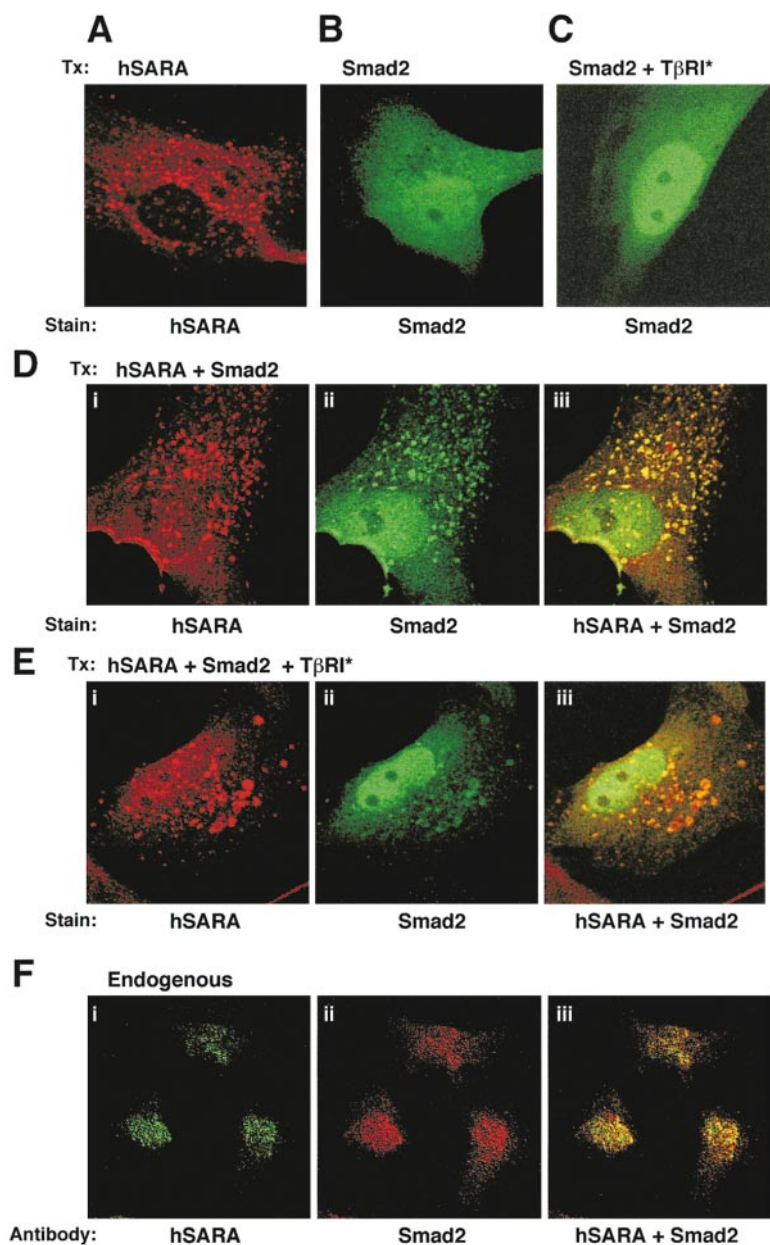 A B C
Tx: hSARA Smad2 Smad2 + TβRI*
Stain: hSARA Smad2 Smad2
D Tx: hSARA + Smad2
i ii iii
Stain: hSARA Smad2 hSARA + Smad2
E Tx: hSARA + Smad2 + TβRI*
i ii iii
Stain: hSARA Smad2 hSARA + Smad2
F Endogenous
i ii iii
Antibody: hSARA Smad2 hSARA + Smad2